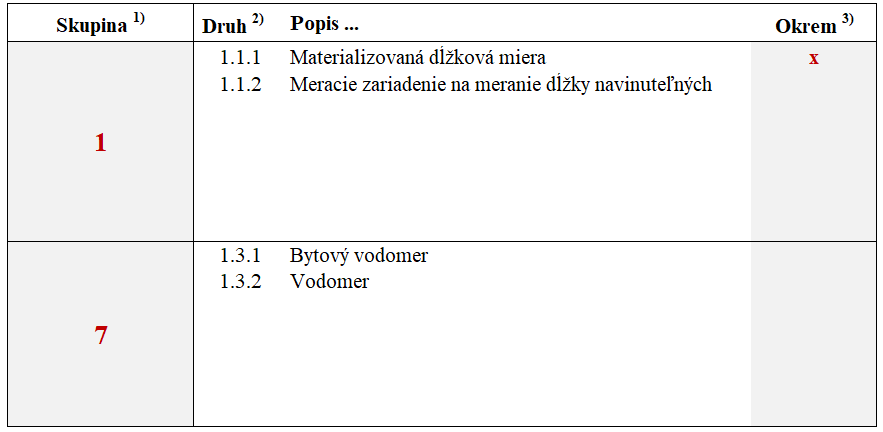 Skupina 1) Druh 2) Popis ... Okrem 3)
1.1.1 Materializovaná dĺžková miera x
1.1.2 Meracie zariadenie na meranie dĺžky navinuteľných
1
1.3.1 Bytový vodomer
1.3.2 Vodomer
7